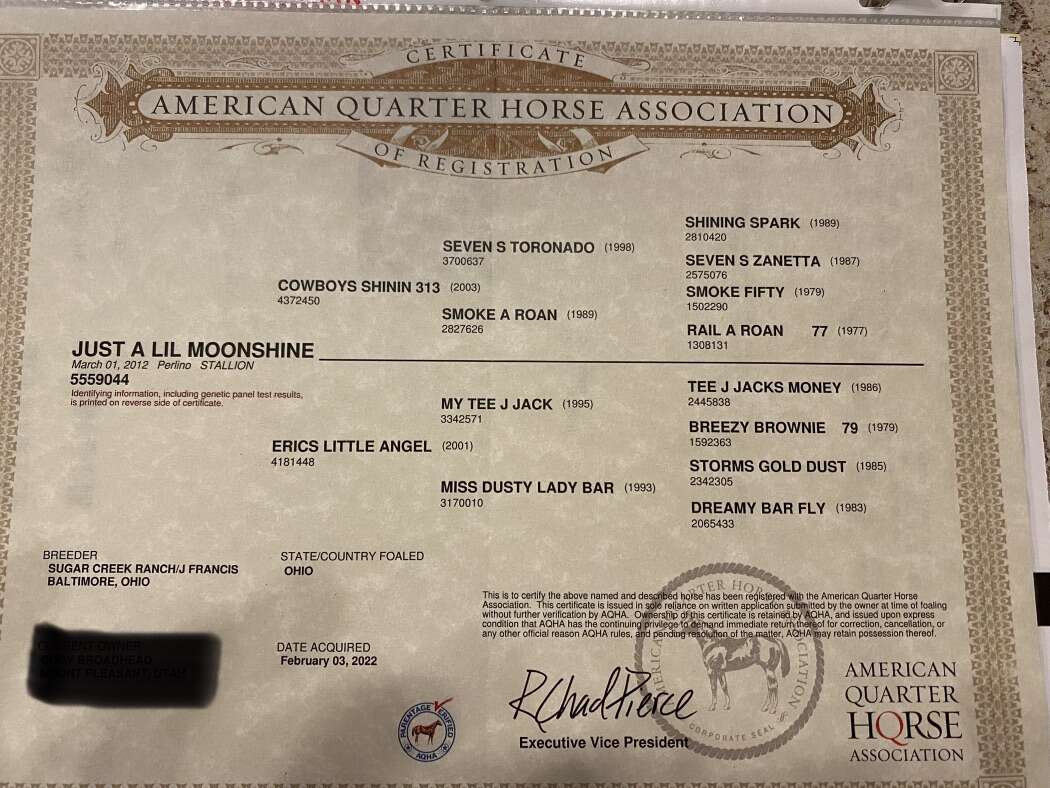 CERTIFICATE
AMERICAN QUARTER HORSE ASSOCIATION
OF REGISTRATION
SHINING SPARK (1989)
2810420
SEVEN S TORONADO (1998)
3700637
SEVEN S ZANETTA (1987)
2575076
COWBOYS SHININ 313 (2003)
4372450
SMOKE FIFTY (1979)
1502290
SMOKE A ROAN (1989)
2827626
RAIL A ROAN 77 (1977)
1308131
JUST A LIL MOONSHINE
March 01, 2012 Perlino STALLION
5559044
Identifying information, including genetic panel test results,
is printed on reverse side of certificate.
TEE J JACKS MONEY (1986)
2445838
MY TEE J JACK (1995)
3342571
BREEZY BROWNIE 79 (1979)
1592363
ERICS LITTLE ANGEL (2001)
4181448
STORMS GOLD DUST (1985)
2342305
MISS DUSTY LADY BAR (1993)
3170010
DREAMY BAR FLY (1983)
2065433
BREEDER
SUGAR CREEK RANCH/J FRANCIS
BALTIMORE, OHIO
STATE/COUNTRY FOALED
OHIO
This is to certify the above named and described horse has been registered with the American Quarter Horse
Association. This certificate is issued in sole reliance on written application submitted by the owner at time of foaling
without further verification by AQHA. Ownership of this certificate is retained by AQHA, and issued upon express
condition that AQHA has the continuing privilege to demand immediate return thereof for correction, cancellation, or
any other official reason AQHA rules, and pending resolution of the matter, AQHA may retain possession thereof.
DATE ACQUIRED
February 03, 2022
PARENTAGE VERIFIED
AQHA
R Chad Pierce
Executive Vice President
CORPORATE SEAL
AMERICAN
QUARTER
HORSE
ASSOCIATION